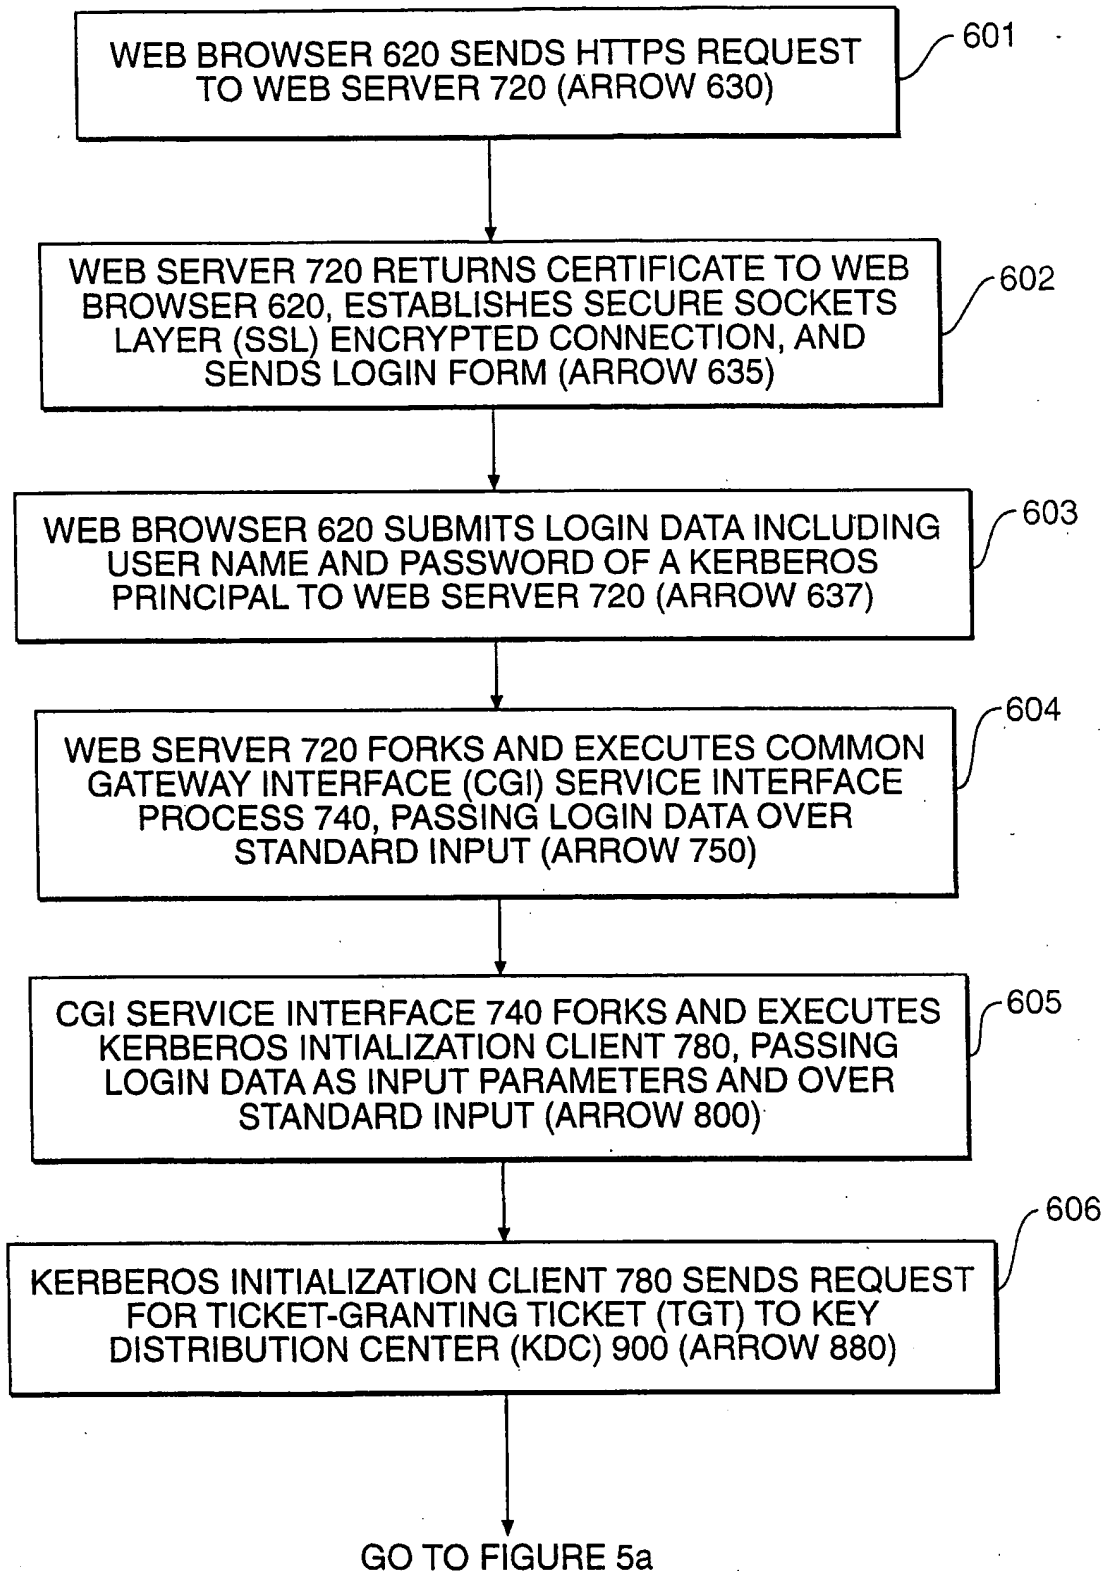 WEB BROWSER 620 SENDS HTTPS REQUEST
TO WEB SERVER 720 (ARROW 630)
601
WEB SERVER 720 RETURNS CERTIFICATE TO WEB
BROWSER 620, ESTABLISHES SECURE SOCKETS
LAYER (SSL) ENCRYPTED CONNECTION, AND
SENDS LOGIN FORM (ARROW 635)
602
WEB BROWSER 620 SUBMITS LOGIN DATA INCLUDING
USER NAME AND PASSWORD OF A KERBEROS
PRINCIPAL TO WEB SERVER 720 (ARROW 637)
603
WEB SERVER 720 FORKS AND EXECUTES COMMON
GATEWAY INTERFACE (CGI) SERVICE INTERFACE
PROCESS 740, PASSING LOGIN DATA OVER
STANDARD INPUT (ARROW 750)
604
CGI SERVICE INTERFACE 740 FORKS AND EXECUTES
KERBEROS INTIALIZATION CLIENT 780, PASSING
LOGIN DATA AS INPUT PARAMETERS AND OVER
STANDARD INPUT (ARROW 800)
605
KERBEROS INITIALIZATION CLIENT 780 SENDS REQUEST
FOR TICKET-GRANTING TICKET (TGT) TO KEY
DISTRIBUTION CENTER (KDC) 900 (ARROW 880)
606
GO TO FIGURE 5a